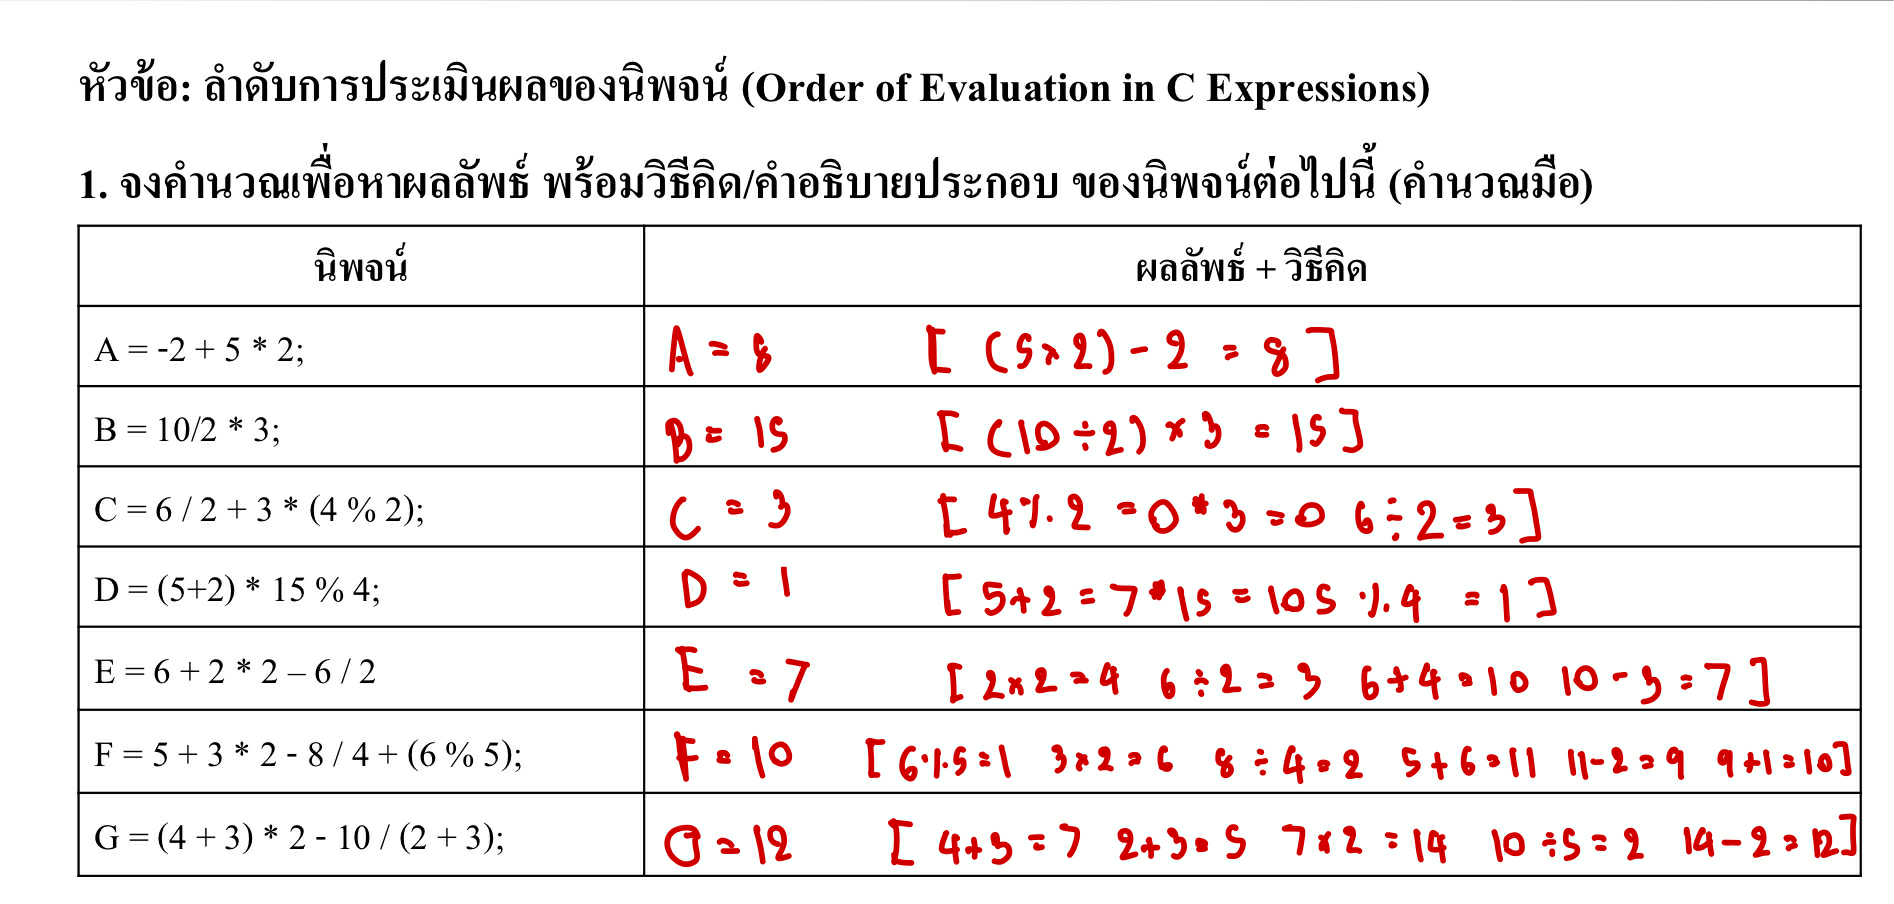 หัวข้อ: ลำดับการประเมินผลของนิพจน์ (Order of Evaluation in C Expressions)
1. จงคำนวณเพื่อหาผลลัพธ์ พร้อมวิธีคิด/คำอธิบายประกอบ ของนิพจน์ต่อไปนี้ (คำนวณมือ)
นิพจน์ ผลลัพธ์ + วิธีคิด
A = -2 + 5 * 2; A = 8 [ (5×2) - 2 = 8 ]
B = 10/2 * 3; B = 15 [ (10÷2) × 3 = 15 ]
C = 6 / 2 + 3 * (4 % 2); C = 3 [ 4 % 2 = 0 * 3 = 0 6÷2 = 3 ]
D = (5+2) * 15 % 4; D = 1 [ 5+2 = 7 * 15 = 105 % 4 = 1 ]
E = 6 + 2 * 2 – 6 / 2 E = 7 [ 2×2 = 4 6÷2 = 3 6+4 = 10 10-3 = 7 ]
F = 5 + 3 * 2 - 8 / 4 + (6 % 5); F = 10 [ 6%5 = 1 3×2 = 6 8÷4 = 2 5+6 = 11 11-2 = 9 9+1 = 10 ]
G = (4 + 3) * 2 - 10 / (2 + 3); G = 12 [ 4+3 = 7 2+3 = 5 7×2 = 14 10÷5 = 2 14-2 = 12 ]